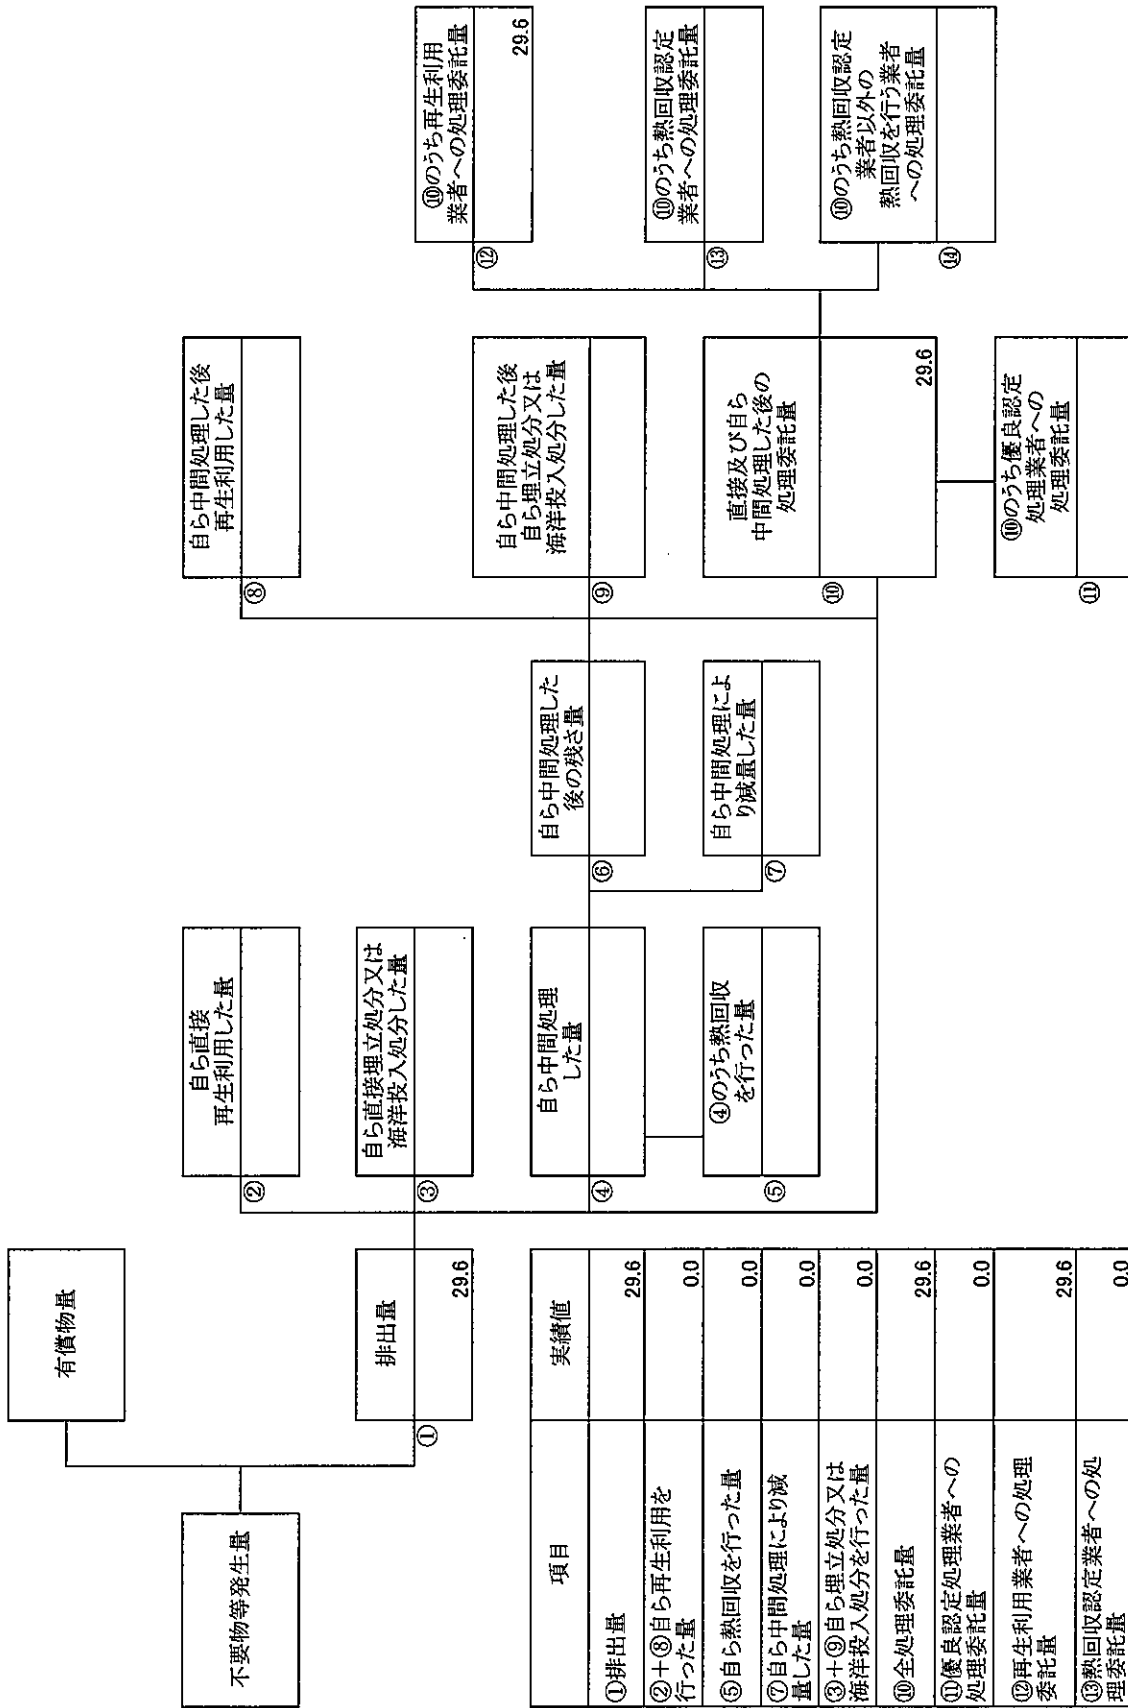 不要物等発生量
有償物量
排出量
①
29.6
②
自ら直接
再生利用した量
③
自ら直接埋立処分又は
海洋投入処分した量
④
自ら中間処理
した量
⑤
④のうち熱回収
を行った量
⑥
自ら中間処理した
後の残さ量
⑦
自ら中間処理によ
り減量した量
⑧
自ら中間処理した後
再生利用した量
⑨
自ら中間処理した後
自ら埋立処分又は
海洋投入処分した量
⑩
直接及び自ら
中間処理した後の
処理委託量
29.6
⑪
⑩のうち優良認定
処理業者への
処理委託量
⑫
⑩のうち再生利用
業者への処理委託量
29.6
⑬
⑩のうち熱回収認定
業者への処理委託量
⑭
⑩のうち熱回収認定
業者以外の
熱回収を行う業者
への処理委託量
項目 実績値
①排出量 29.6
②+⑧自ら再生利用を
行った量 0.0
⑤自ら熱回収を行った量 0.0
⑦自ら中間処理により減
量した量 0.0
③+⑨自ら埋立処分又は
海洋投入処分を行った量 0.0
⑩全処理委託量 29.6
⑪優良認定処理業者への
処理委託量 0.0
⑫再生利用業者への処理
委託量 29.6
⑬熱回収認定業者への処
理委託量 0.0